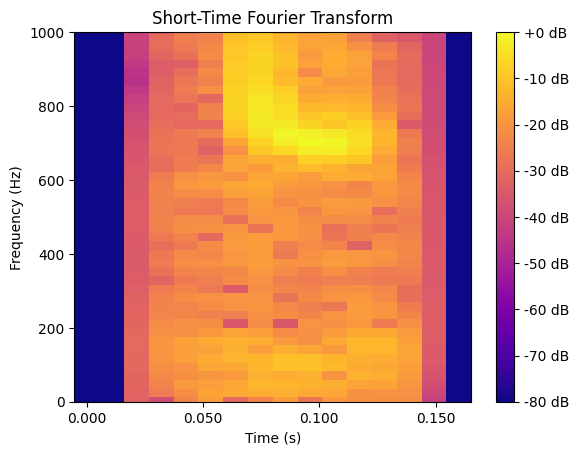 Short-Time Fourier Transform
1000
800
600
400
200
0
Frequency (Hz)
0.000
0.050
0.100
0.150
Time (s)
+0 dB
-10 dB
-20 dB
-30 dB
-40 dB
-50 dB
-60 dB
-70 dB
-80 dB